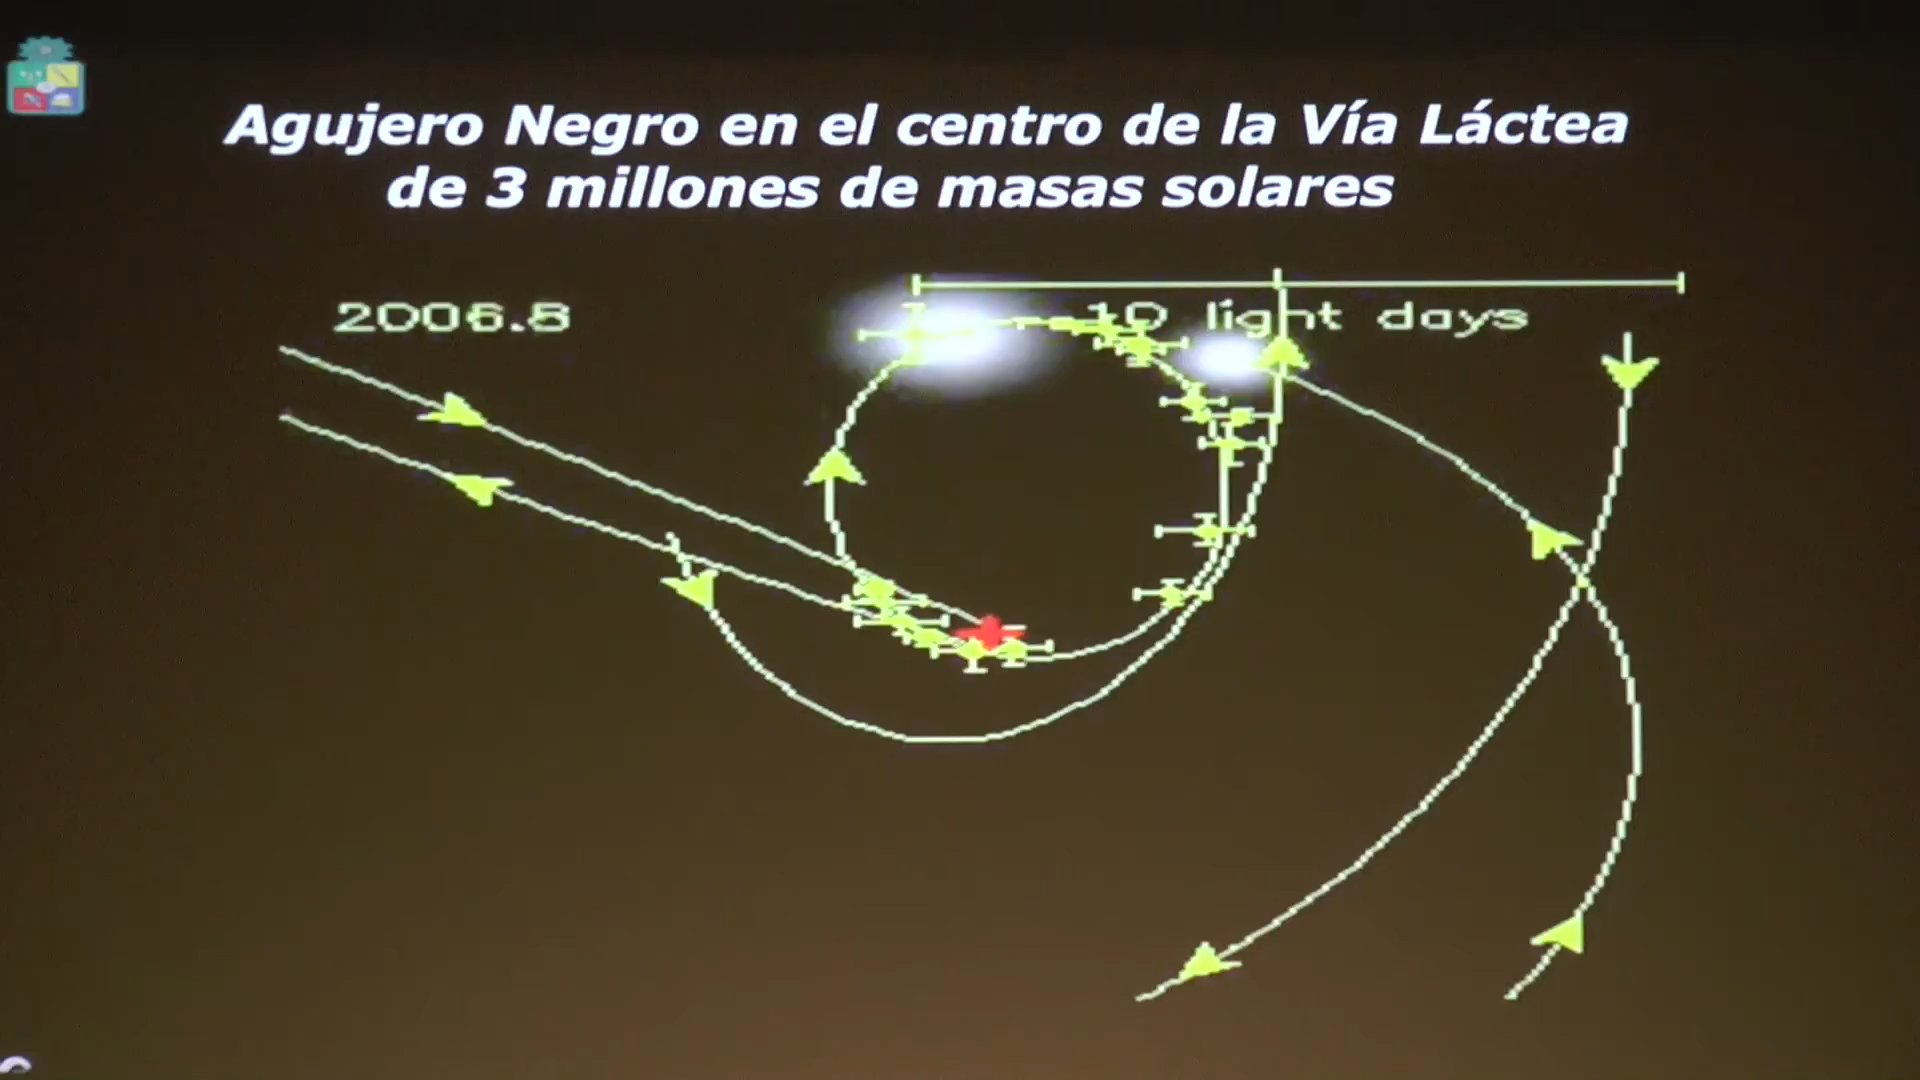 Agujero Negro en el centro de la Vía Láctea
de 3 millones de masas solares
2006.8
10 light days